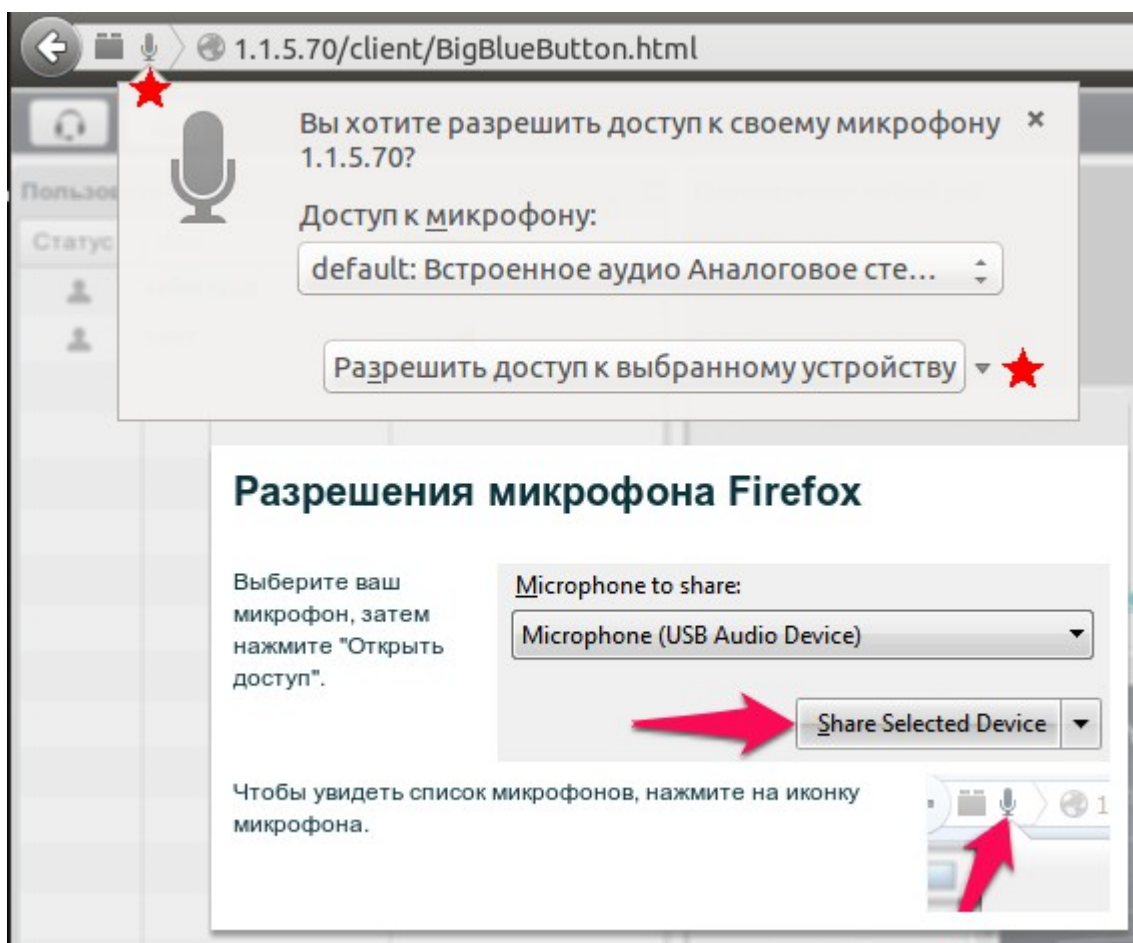 1.1.5.70/client/BigBlueButton.html
Вы хотите разрешить доступ к своему микрофону
1.1.5.70?
Доступ к микрофону:
default: Встроенное аудио Аналоговое сте...
Разрешить доступ к выбранному устройству
Статус
Разрешения микрофона Firefox
Выберите ваш
микрофон, затем
нажмите "Открыть
доступ".
Microphone to share:
Microphone (USB Audio Device)
Share Selected Device
Чтобы увидеть список микрофонов, нажмите на иконку
микрофона.
1